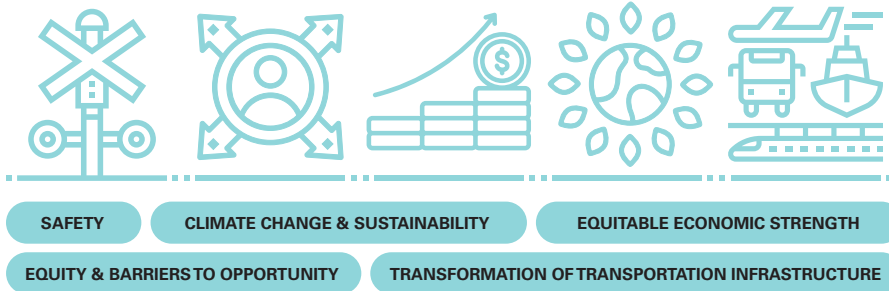 $
SAFETY CLIMATE CHANGE & SUSTAINABILITY EQUITABLE ECONOMIC STRENGTH
EQUITY & BARRIERS TO OPPORTUNITY TRANSFORMATION OF TRANSPORTATION INFRASTRUCTURE